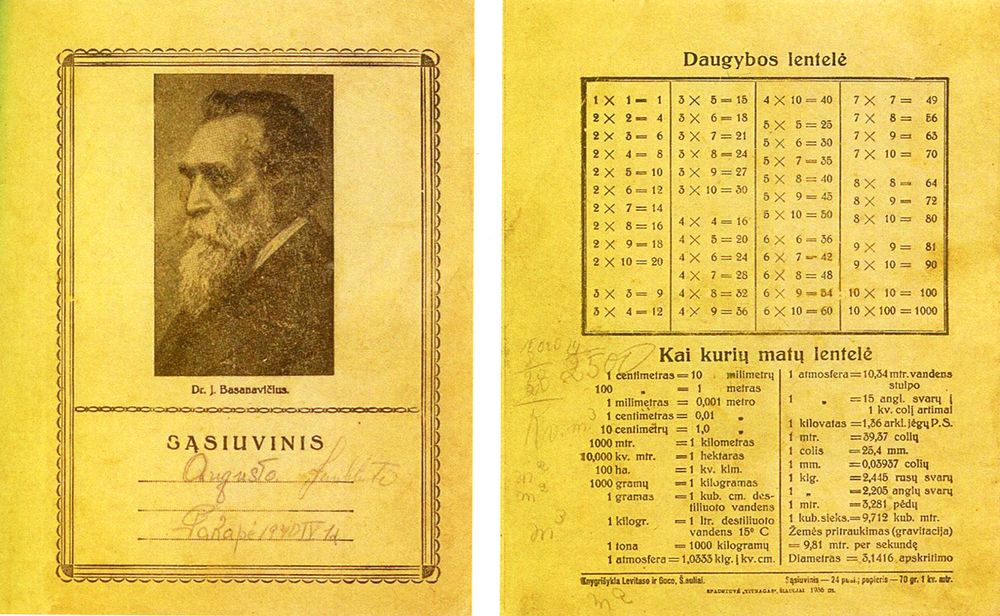 Dr. J. Basanavičius.
SĄSIUVINIS
Augusto
Daugybos lentelė
1 × 1 = 1
2 × 2 = 4
2 × 3 = 6
2 × 4 = 8
2 × 5 = 10
2 × 6 = 12
2 × 7 = 14
2 × 8 = 16
2 × 9 = 18
2 × 10 = 20
3 × 3 = 9
3 × 4 = 12
3 × 5 = 15
3 × 6 = 18
3 × 7 = 21
3 × 8 = 24
3 × 9 = 27
3 × 10 = 30
4 × 4 = 16
4 × 5 = 20
4 × 6 = 24
4 × 7 = 28
4 × 8 = 32
4 × 9 = 36
4 × 10 = 40
5 × 5 = 25
5 × 6 = 30
5 × 7 = 35
5 × 8 = 40
5 × 9 = 45
5 × 10 = 50
6 × 6 = 36
6 × 7 = 42
6 × 8 = 48
6 × 9 = 54
6 × 10 = 60
7 × 7 = 49
7 × 8 = 56
7 × 9 = 63
7 × 10 = 70
8 × 8 = 64
8 × 9 = 72
8 × 10 = 80
9 × 9 = 81
9 × 10 = 90
10 × 10 = 100
10 × 100 = 1000
Kai kurių matų lentelė
1 centimetras = 10 milimetrų
100 „ = 1 metras
1 milimetras = 0,001 metro
1 centimetras = 0,01 „
10 centimetrų = 1,0 „
1000 mtr. = 1 kilometras
10,000 kv. mtr. = 1 hektaras
100 ha. = 1 kv. klm.
1000 gramų = 1 kilogramas
1 gramas = 1 kub. cm. des-
tiliuoto vandens
1 kilogr. = 1 ltr. destiliuoto
vandens 15° C
1 tona = 1000 kilogramų
1 atmosfera = 1,0333 klg. į kv. cm.
1 atmosfera = 10,34 mtr. vandens
stulpo
1 „ = 15 angl. svarų į
1 kv. colį artimai
1 kilovatas = 1,36 arkl. jėgų P. S.
1 mtr. = 39,37 colių
1 colis = 25,4 mm.
1 mm. = 0,03937 colių
1 klg. = 2,445 rusų svarų
1 „ = 2,205 anglų svarų
1 mtr. = 3,281 pėdų
1 kub. sieks. = 9,712 kub. mtr.
Žemės pritraukimas (gravitacija)
= 9,81 mtr. per sekundę
Diametras = 3,1416 apskritimo
Knygrišykla Levitaso ir Goco, Šiauliai. Sąsiuvinis — 24 pusl.; popieris — 70 gr. 1 kv. mtr.
SPAUSTUVĖ „TITNAGAS", ŠIAULIAI 1936 m.